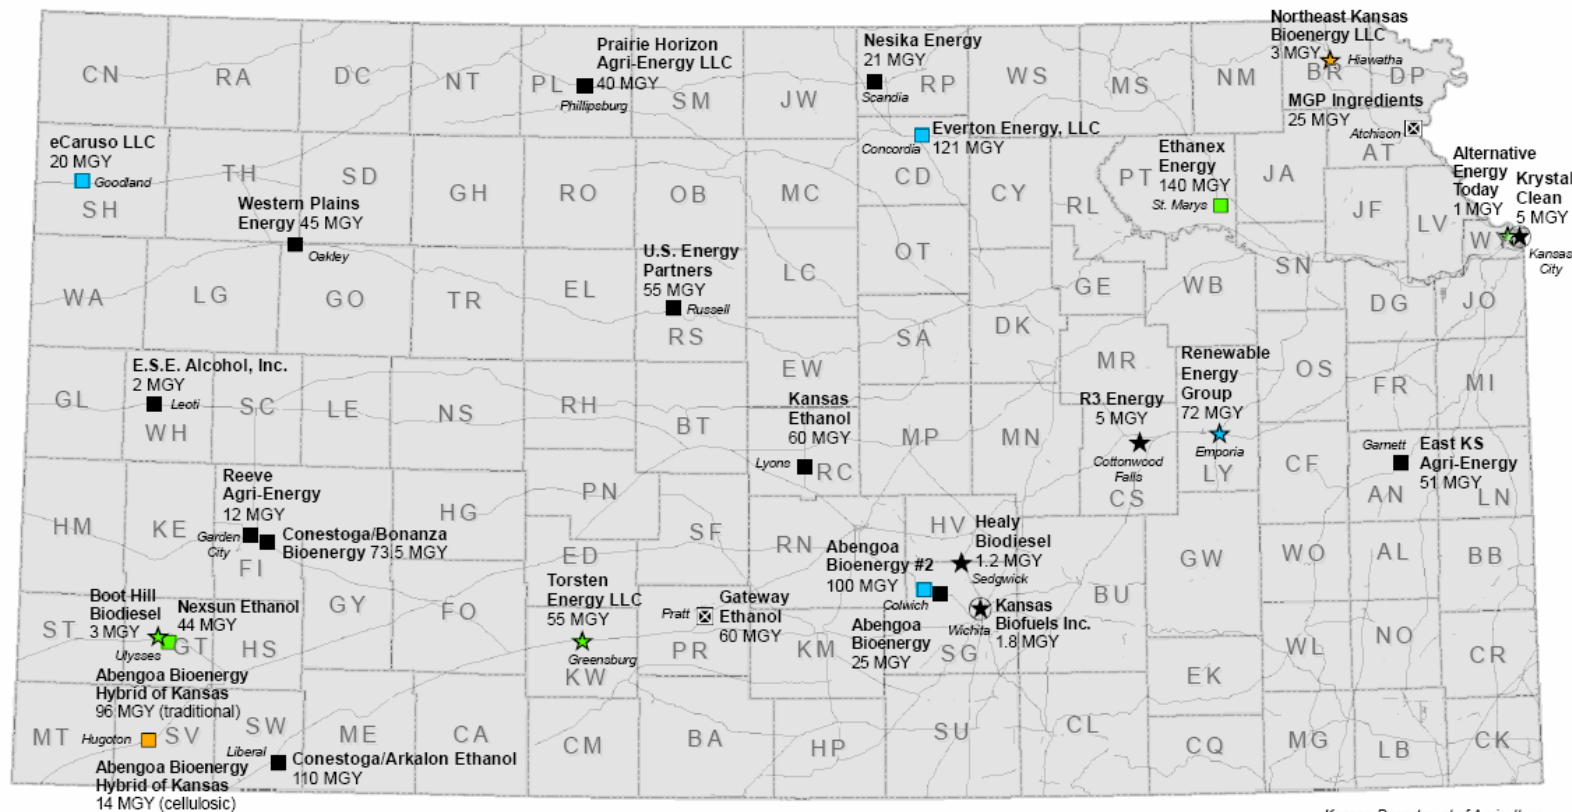 Northeast Kansas
Bioenergy LLC
3 MGY
Hiawatha
BR
DP
Prairie Horizon
Agri-Energy LLC
40 MGY
Phillipsburg
Nesika Energy
21 MGY
Scandia
CN
RA
DC
NT
PL
SM
JW
RP
WS
MS
NM
MGP Ingredients
25 MGY
Atchison
AT
eCaruso LLC
20 MGY
Goodland
SH
TH
SD
GH
RO
OB
MC
Everton Energy, LLC
121 MGY
Concordia
CD
CY
RL
PT
Ethanex
Energy
140 MGY
St. Marys
JA
JF
LV
Alternative
Energy
Today
1 MGY
Krystal
Clean
5 MGY
WY
Kansas
City
Western Plains
Energy 45 MGY
Oakley
U.S. Energy
Partners
55 MGY
Russell
RS
WA
LG
GO
TR
EL
LC
OT
SA
DK
GE
WB
SN
DG
JO
E.S.E. Alcohol, Inc.
2 MGY
Leoti
WH
GL
SC
LE
NS
RH
BT
EW
Kansas
Ethanol
60 MGY
Lyons
RC
MP
MN
MR
R3 Energy
5 MGY
Cottonwood
Falls
CS
Renewable
Energy
Group
72 MGY
Emporia
LY
OS
FR
MI
CF
Garnett
East KS
Agri-Energy
51 MGY
AN
LN
Reeve
Agri-Energy
12 MGY
Garden
City
Conestoga/Bonanza
Bioenergy 73.5 MGY
FI
HM
KE
HG
PN
ED
SF
RN
HV
Healy
Biodiesel
1.2 MGY
Sedgwick
Abengoa
Bioenergy #2
100 MGY
Colwich
Abengoa
Bioenergy
25 MGY
Kansas
Biofuels Inc.
1.8 MGY
Wichita
SG
BU
GW
WO
AL
BB
Boot Hill
Biodiesel
3 MGY
Ulysses
Nexsun Ethanol
44 MGY
ST
GT
HS
GY
FO
Torsten
Energy LLC
55 MGY
Greensburg
KW
Pratt
Gateway
Ethanol
60 MGY
PR
KM
EK
WL
NO
CR
Abengoa Bioenergy
Hybrid of Kansas
96 MGY (traditional)
Hugoton
MT
SV
SW
Liberal
Conestoga/Arkalon Ethanol
110 MGY
ME
CA
CM
BA
HP
SU
CL
CQ
MG
LB
CK
Abengoa Bioenergy
Hybrid of Kansas
14 MGY (cellulosic)